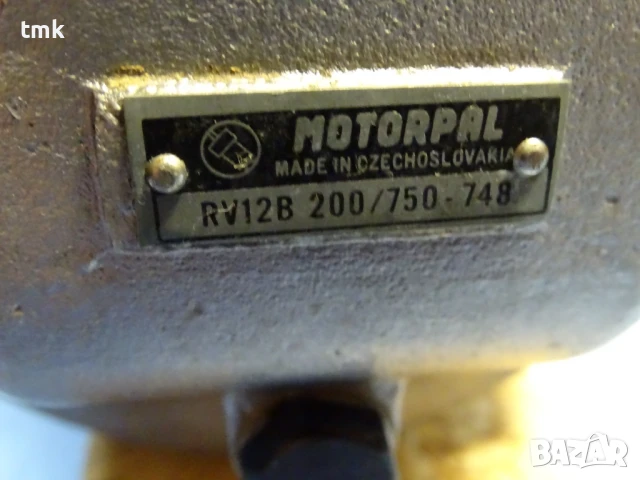 tmk
MOTORPAL
MADE IN CZECHOSLOVAKIA
RV12B 200/750-748
BAZAR